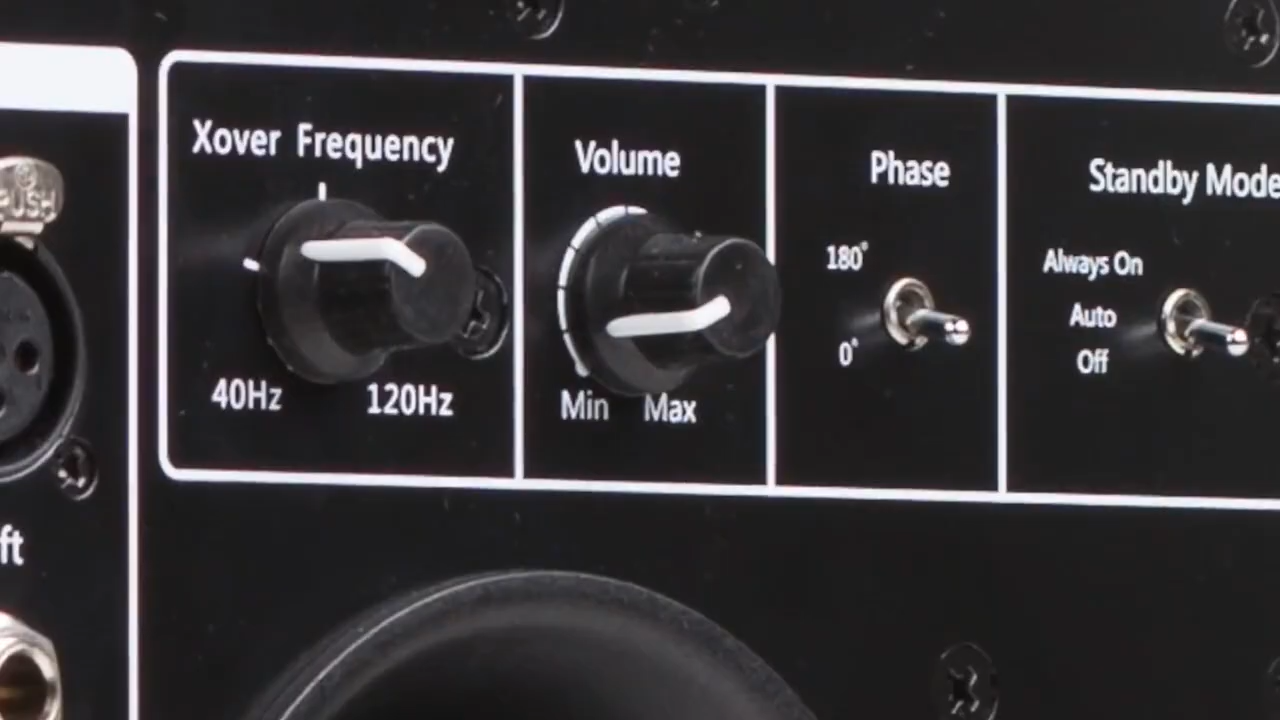 Xover Frequency
40Hz 120Hz
Volume
Min Max
Phase
180°
0°
Standby Mode
Always On
Auto
Off
PUSH
ft